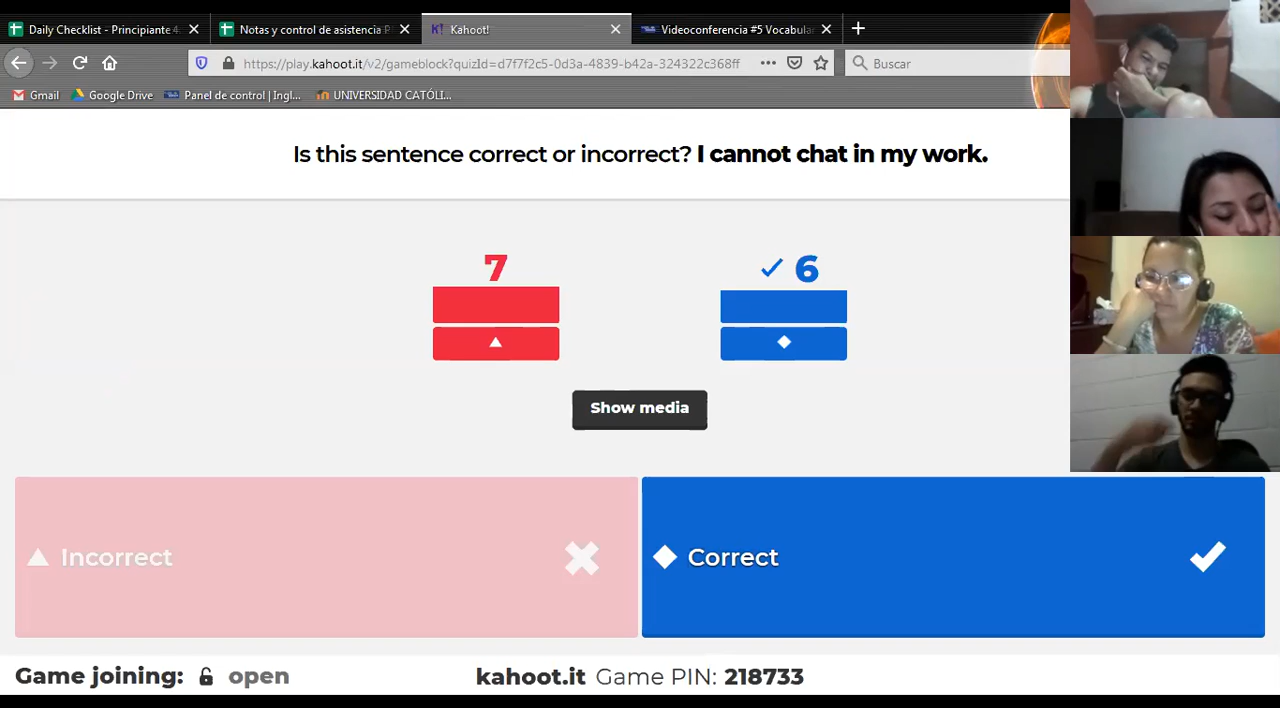 Daily Checklist - Principiante 4
Notas y control de asistencia P
Kahoot!
Videoconferencia #5 Vocabula
https://play.kahoot.it/v2/gameblock?quizId=d7f7f2c5-0d3a-4839-b42a-324322c368ff
Buscar
Gmail
Google Drive
Panel de control | Ingl...
UNIVERSIDAD CATÓLI...
Is this sentence correct or incorrect? I cannot chat in my work.
7
6
Show media
Incorrect
Correct
Game joining: open
kahoot.it Game PIN: 218733